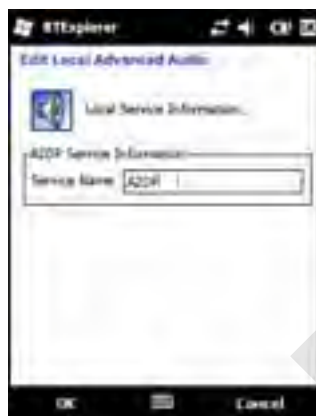 BTExplorer
Edit Local Advanced Audio
Local Service Information...
A2DP Service Information
Service Name: A2DP
OK
Cancel